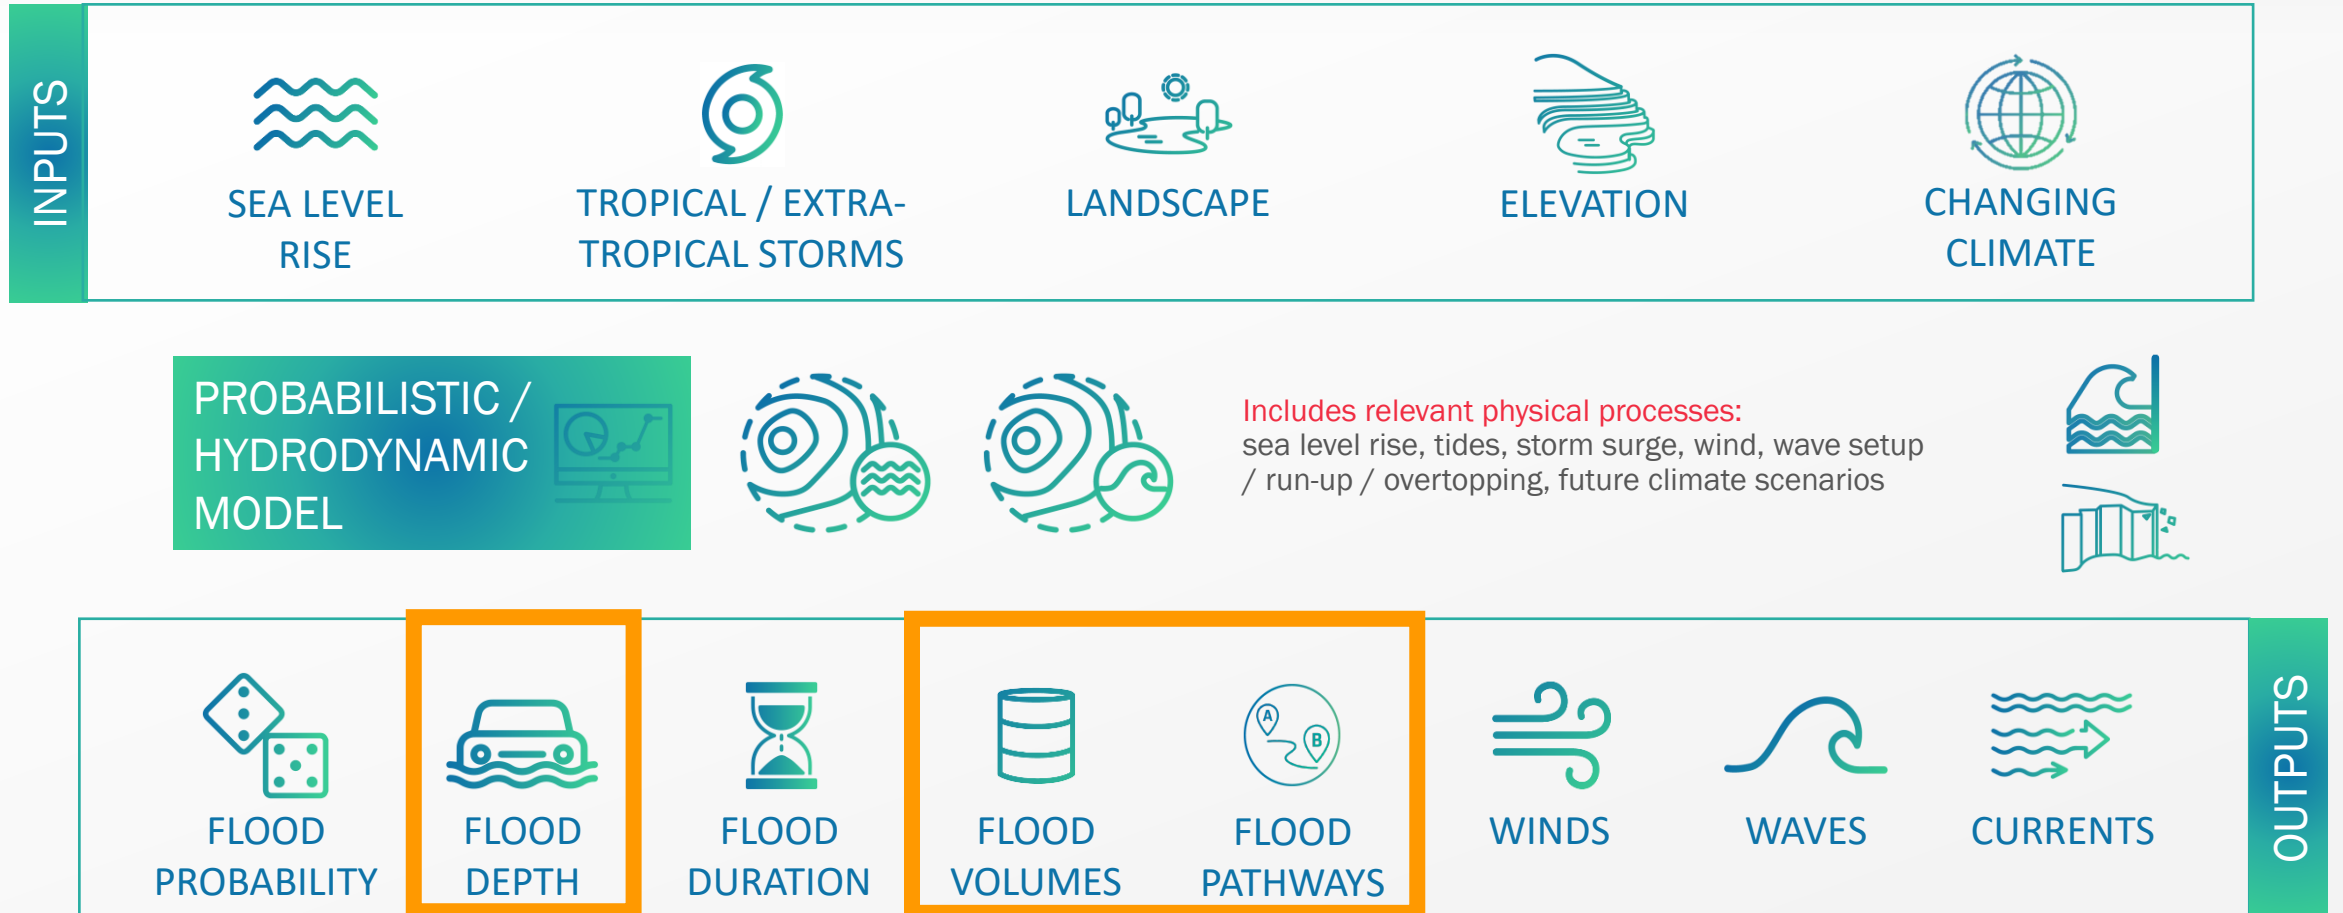 INPUTS
SEA LEVEL
RISE
TROPICAL / EXTRA-
TROPICAL STORMS
LANDSCAPE
ELEVATION
CHANGING
CLIMATE
PROBABILISTIC /
HYDRODYNAMIC
MODEL
Includes relevant physical processes:
sea level rise, tides, storm surge, wind, wave setup
/ run-up / overtopping, future climate scenarios
FLOOD
PROBABILITY
FLOOD
DEPTH
FLOOD
DURATION
FLOOD
VOLUMES
A
B
FLOOD
PATHWAYS
WINDS
WAVES
CURRENTS
OUTPUTS